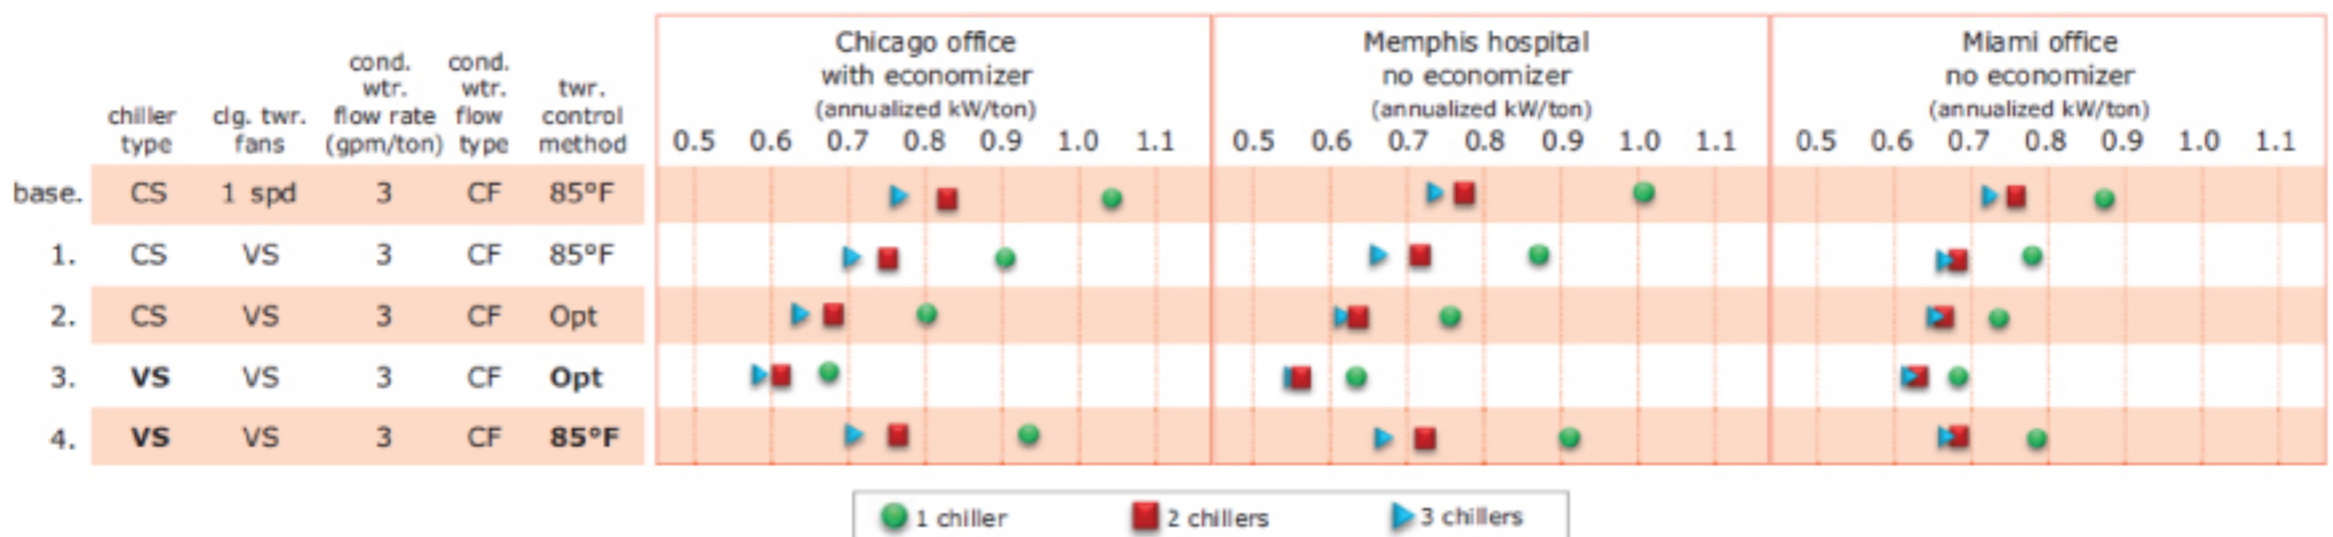 Chicago office
with economizer
(annualized kW/ton)
Memphis hospital
no economizer
(annualized kW/ton)
Miami office
no economizer
(annualized kW/ton)
chiller
type
clg. twr.
fans
cond.
wtr.
flow rate
(gpm/ton)
cond.
wtr.
flow
type
twr.
control
method
0.5 0.6 0.7 0.8 0.9 1.0 1.1
0.5 0.6 0.7 0.8 0.9 1.0 1.1
0.5 0.6 0.7 0.8 0.9 1.0 1.1
base. CS 1 spd 3 CF 85°F
1. CS VS 3 CF 85°F
2. CS VS 3 CF Opt
3. VS VS 3 CF Opt
4. VS VS 3 CF 85°F
1 chiller 2 chillers 3 chillers